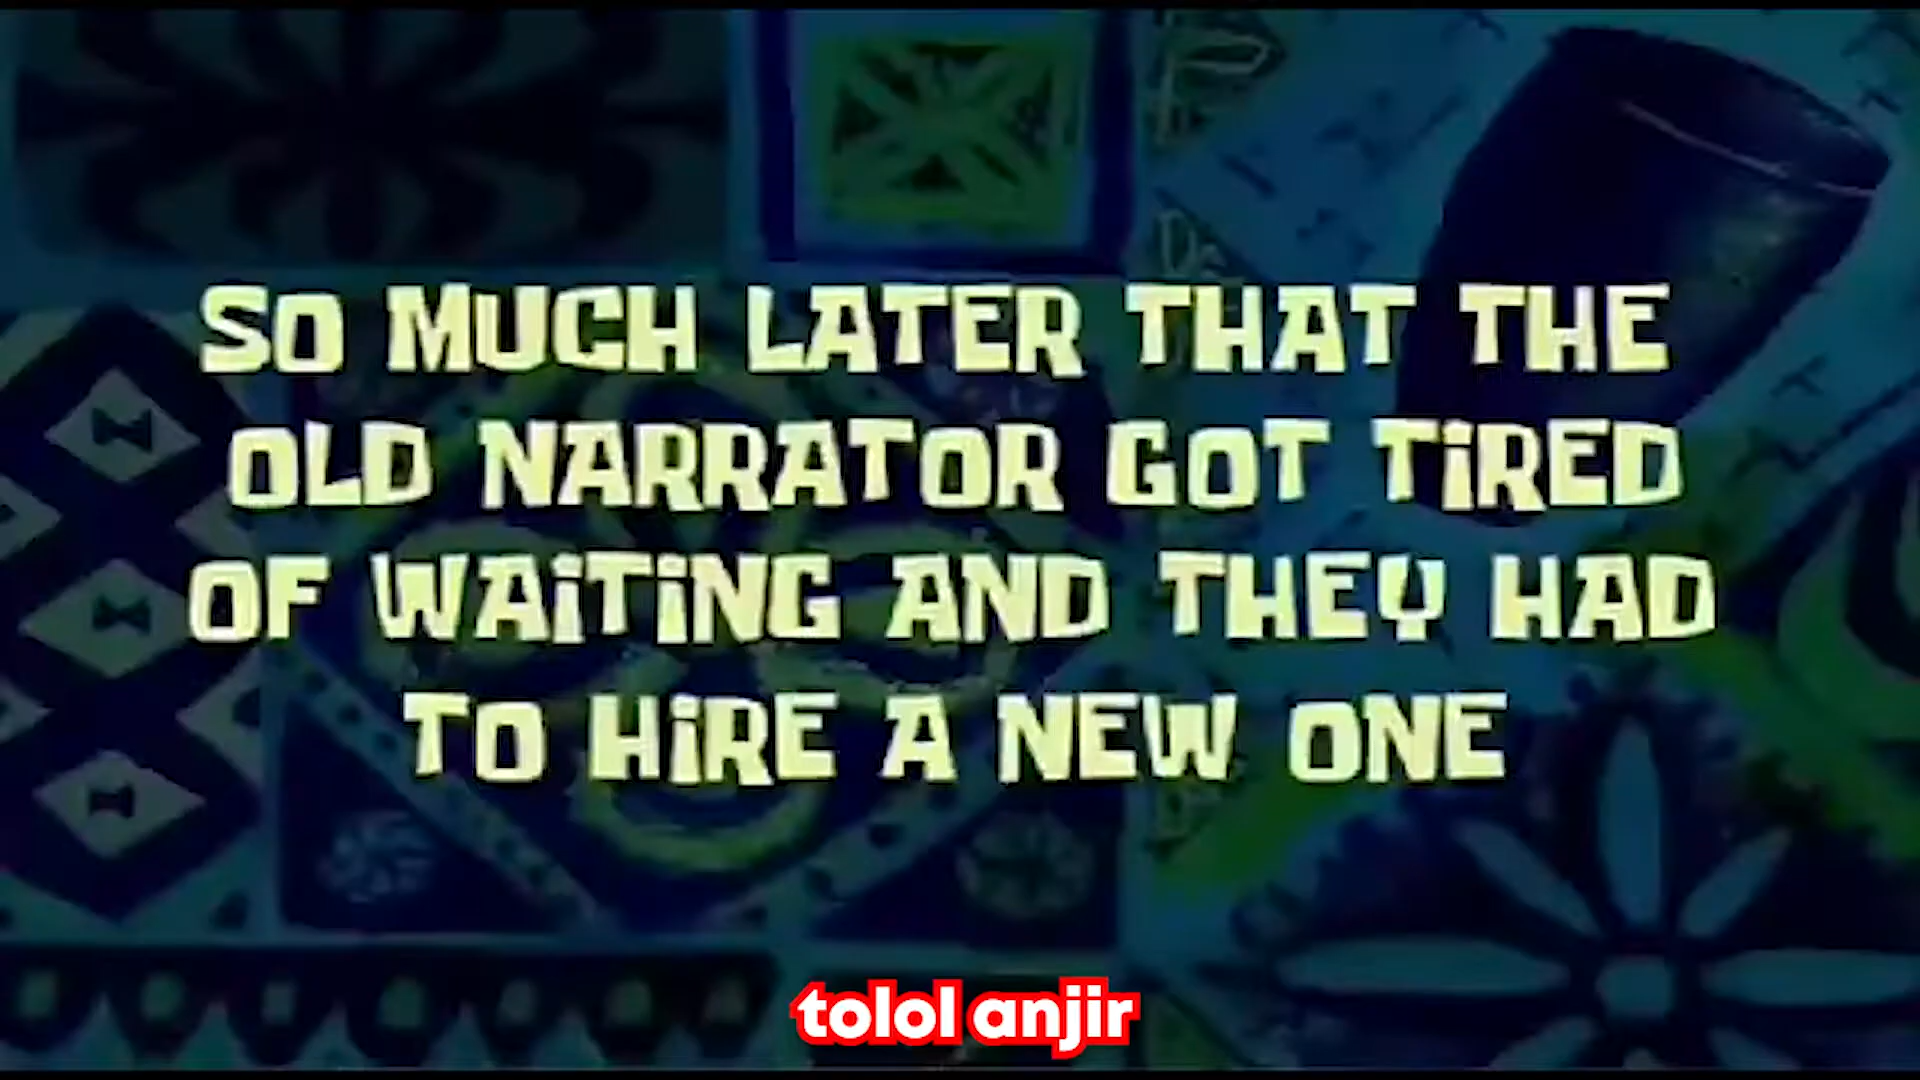 SO MUCH LATER THAT THE
OLD NARRATOR GOT TIRED
OF WAITING AND THEY HAD
TO HIRE A NEW ONE
tolol anjir